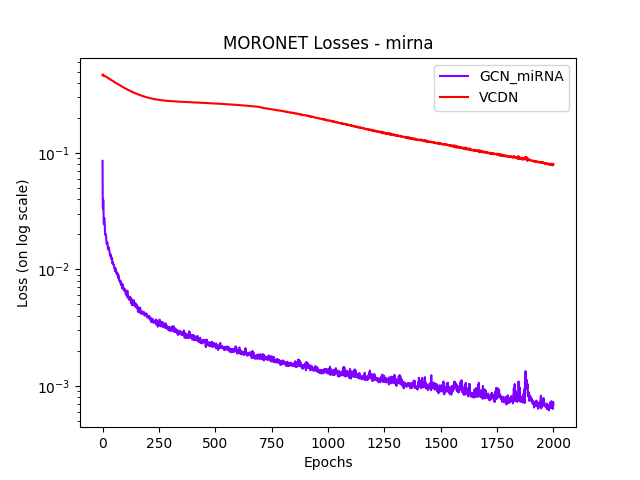 MORONET Losses - mirna
GCN_miRNA
VCDN
Loss (on log scale)
10⁻¹
10⁻²
10⁻³
0 250 500 750 1000 1250 1500 1750 2000
Epochs